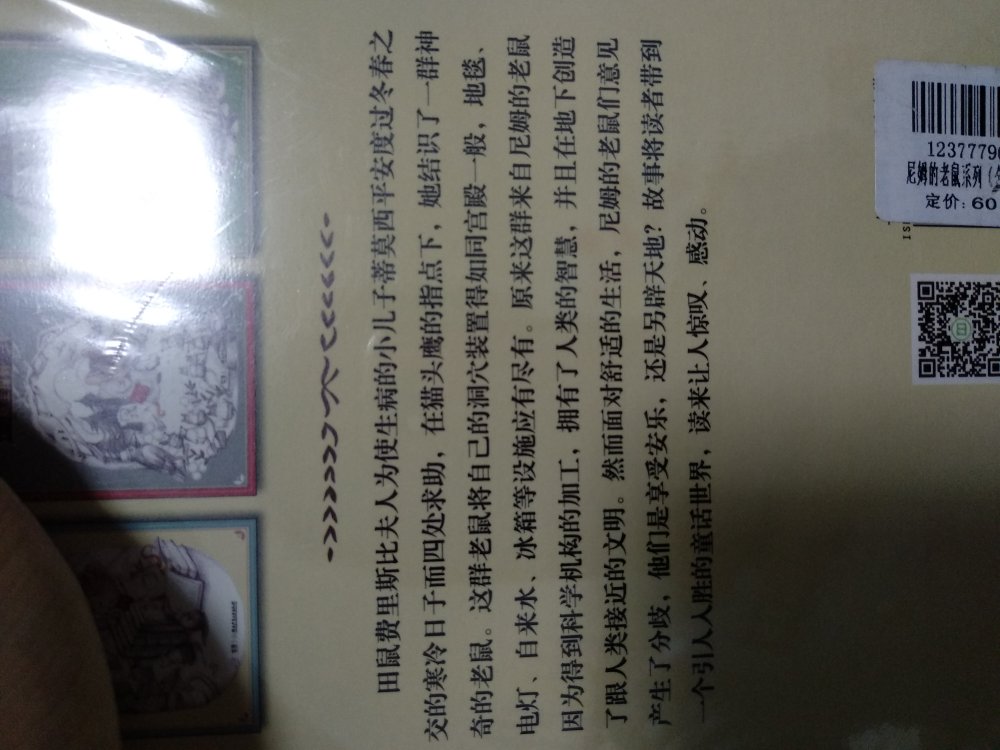 田鼠费里斯比夫人为使生病的小儿子蒂莫西平安度过冬春之
交的寒冷日子而四处求助，在猫头鹰的指点下，她结识了一群神
奇的老鼠。这群老鼠将自己的洞穴装置得如同宫殿一般，地毯、
电灯、自来水、冰箱等设施应有尽有。原来这群来自尼姆的老鼠
因为得到科学机构的加工，拥有了人类的智慧，并且在地下创造
了跟人类接近的文明。然而面对舒适的生活，尼姆的老鼠们意见
产生了分歧，他们是享受安乐，还是另辟天地？故事将读者带到
一个引人入胜的童话世界，读来让人惊叹、感动。
1237779
尼姆的老鼠系列（
定价：60
IS